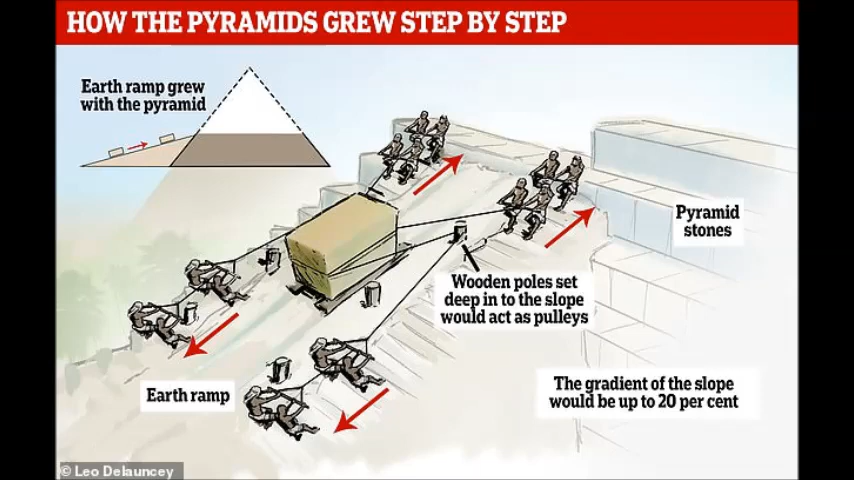 HOW THE PYRAMIDS GREW STEP BY STEP
Earth ramp grew
with the pyramid
Pyramid
stones
Wooden poles set
deep in to the slope
would act as pulleys
Earth ramp
The gradient of the slope
would be up to 20 per cent
© Leo Delauncey